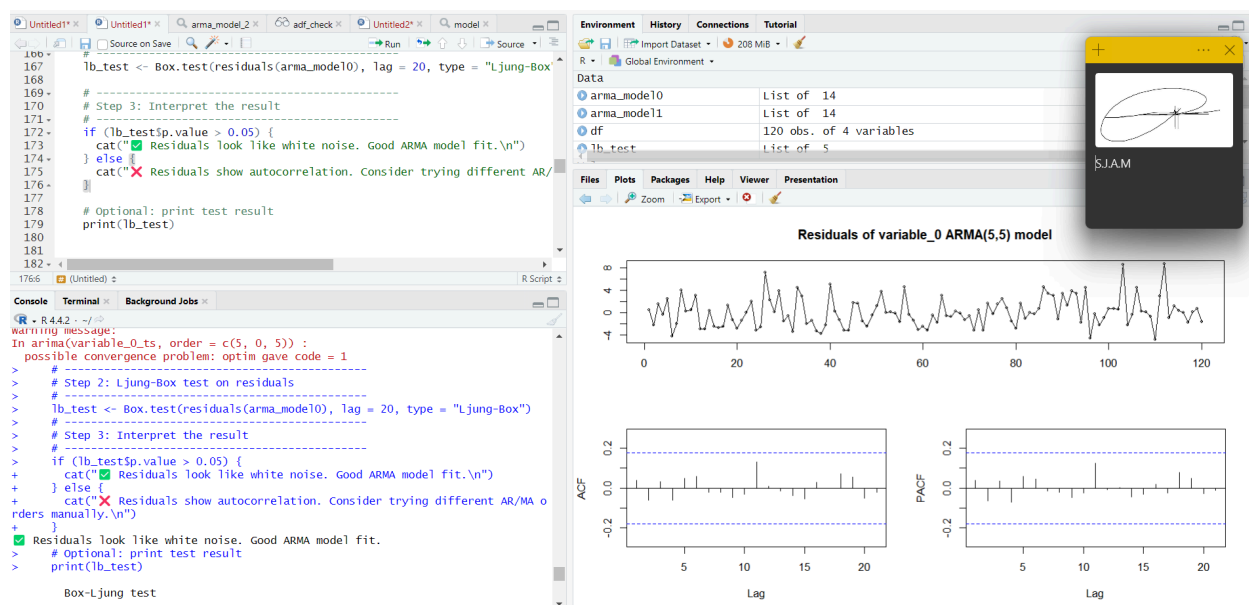 Untitled1* × Untitled1* × arma_model_2 × adf_check × Untitled2* × model ×
Source on Save Run Source
166 # ---------------------------------------------
167 lb_test <- Box.test(residuals(arma_model0), lag = 20, type = "Ljung-Box"
168
169 # ---------------------------------------------
170 # Step 3: Interpret the result
171 # ---------------------------------------------
172 if (lb_test$p.value > 0.05) {
173 cat("✅ Residuals look like white noise. Good ARMA model fit.\n")
174 } else {
175 cat("❌ Residuals show autocorrelation. Consider trying different AR/
176 }
177
178 # Optional: print test result
179 print(lb_test)
180
181
182
176:6 (Untitled) R Script
Console Terminal × Background Jobs ×
R 4.4.2 · ~/
Warning message:
In arima(variable_0_ts, order = c(5, 0, 5)) :
possible convergence problem: optim gave code = 1
> # ---------------------------------------------
> # Step 2: Ljung-Box test on residuals
> # ---------------------------------------------
> lb_test <- Box.test(residuals(arma_model0), lag = 20, type = "Ljung-Box")
> # ---------------------------------------------
> # Step 3: Interpret the result
> # ---------------------------------------------
> if (lb_test$p.value > 0.05) {
+ cat("✅ Residuals look like white noise. Good ARMA model fit.\n")
+ } else {
+ cat("❌ Residuals show autocorrelation. Consider trying different AR/MA o
rders manually.\n")
+ }
✅ Residuals look like white noise. Good ARMA model fit.
> # Optional: print test result
> print(lb_test)
Box-Ljung test
Environment History Connections Tutorial
Import Dataset 208 MiB
R Global Environment
Data
arma_model0 List of 14
arma_model1 List of 14
df 120 obs. of 4 variables
lb_test List of 5
Files Plots Packages Help Viewer Presentation
Zoom Export
Residuals of variable_0 ARMA(5,5) model
8
4
0
-4
0 20 40 60 80 100 120
ACF
0.2
0.0
-0.2
5 10 15 20
Lag
PACF
0.2
0.0
-0.2
5 10 15 20
Lag
S.J.A.M